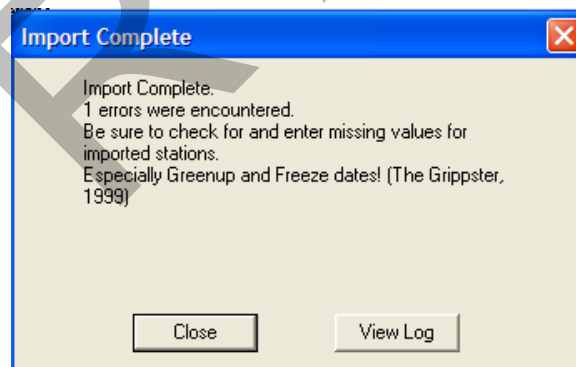 Import Complete
Import Complete.
1 errors were encountered.
Be sure to check for and enter missing values for
imported stations.
Especially Greenup and Freeze dates! (The Grippster,
1999)
Close
View Log